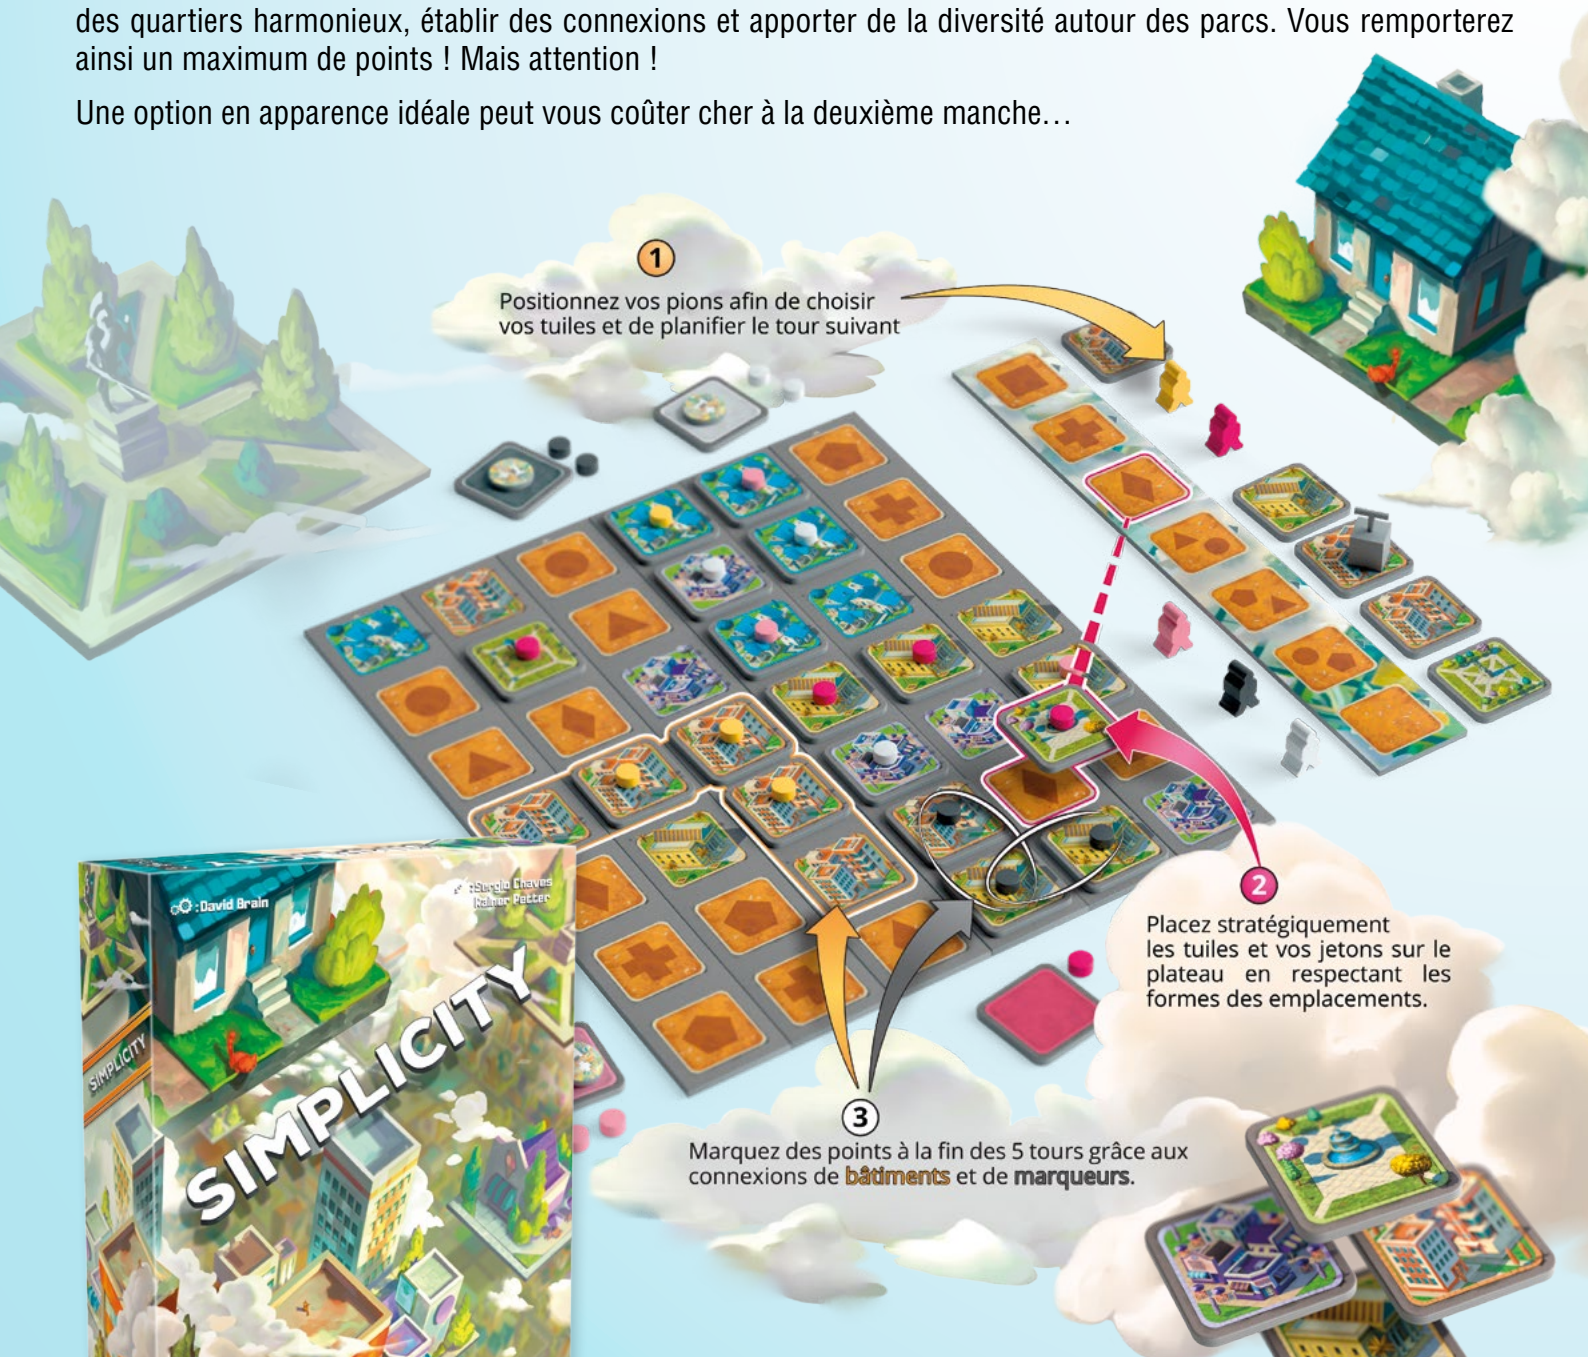 des quartiers harmonieux, établir des connexions et apporter de la diversité autour des parcs. Vous remporterez
ainsi un maximum de points ! Mais attention !
Une option en apparence idéale peut vous coûter cher à la deuxième manche…
1
Positionnez vos pions afin de choisir
vos tuiles et de planifier le tour suivant
2
Placez stratégiquement
les tuiles et vos jetons sur le
plateau en respectant les
formes des emplacements.
3
Marquez des points à la fin des 5 tours grâce aux
connexions de bâtiments et de marqueurs.
:David Brain
:Sergio Chaves
Rainer Petter
SIMPLICITY
SIMPLICITY